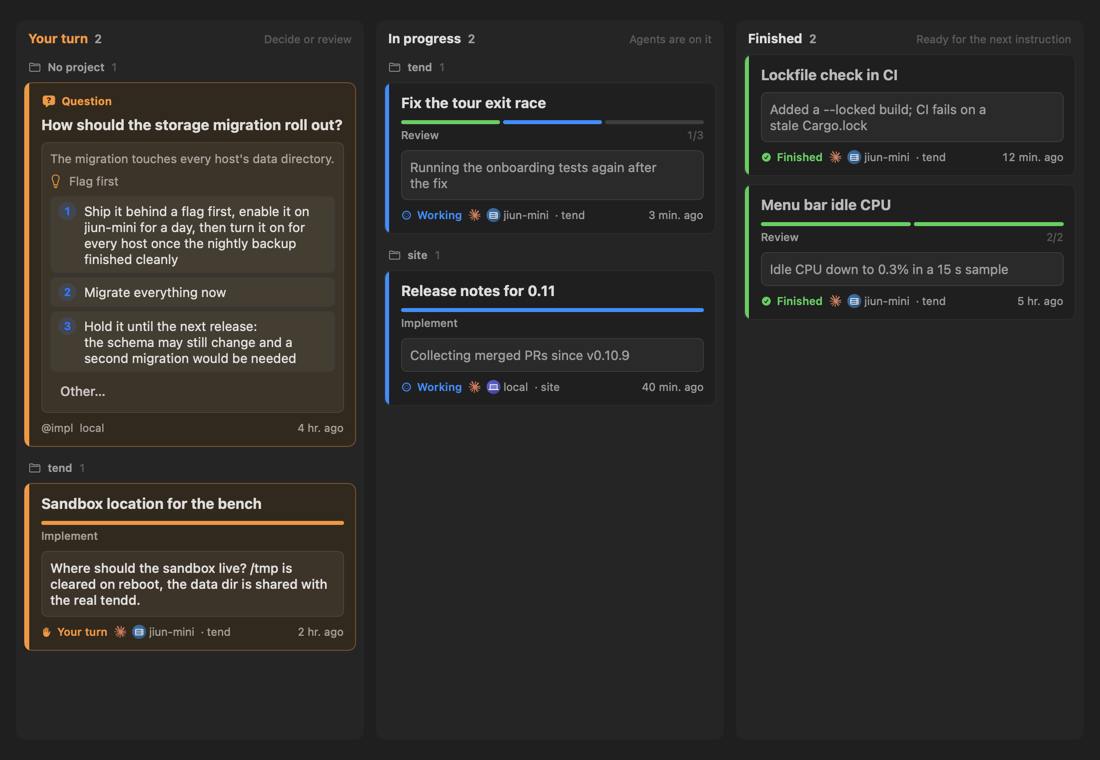 Your turn 2
Decide or review
No project 1
Question
How should the storage migration roll out?
The migration touches every host's data directory.
Flag first
1 Ship it behind a flag first, enable it on
jiun-mini for a day, then turn it on for
every host once the nightly backup
finished cleanly
2 Migrate everything now
3 Hold it until the next release:
the schema may still change and a
second migration would be needed
Other...
@impl local
4 hr. ago
tend 1
Sandbox location for the bench
Implement
Where should the sandbox live? /tmp is
cleared on reboot, the data dir is shared with
the real tendd.
Your turn jiun-mini · tend
2 hr. ago
In progress 2
Agents are on it
tend 1
Fix the tour exit race
Review
1/3
Running the onboarding tests again after
the fix
Working jiun-mini · tend
3 min. ago
site 1
Release notes for 0.11
Implement
Collecting merged PRs since v0.10.9
Working local · site
40 min. ago
Finished 2
Ready for the next instruction
Lockfile check in CI
Added a --locked build; CI fails on a
stale Cargo.lock
Finished jiun-mini · tend
12 min. ago
Menu bar idle CPU
Review
2/2
Idle CPU down to 0.3% in a 15 s sample
Finished jiun-mini · tend
5 hr. ago